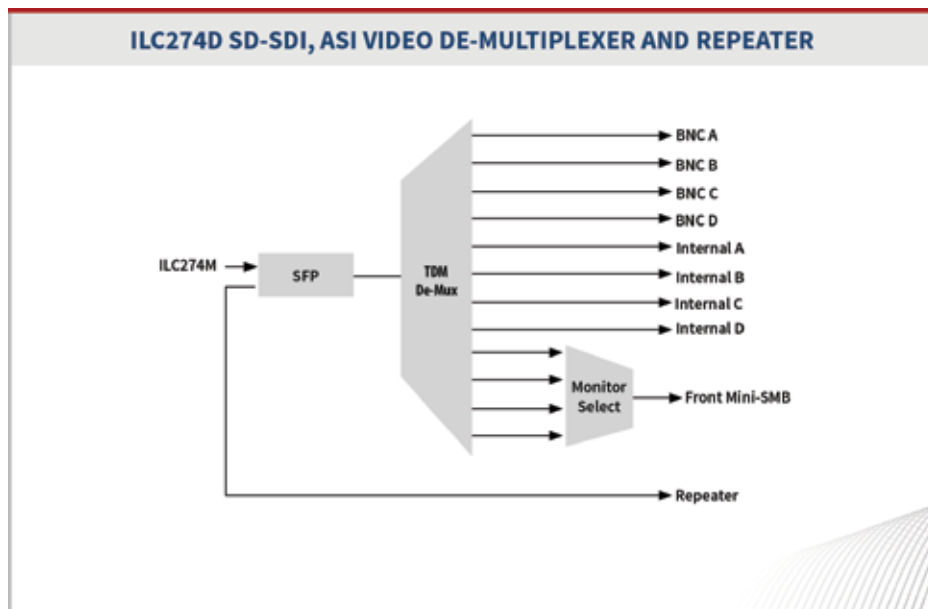 ILC274D SD-SDI, ASI VIDEO DE-MULTIPLEXER AND REPEATER
BNC A
BNC B
BNC C
BNC D
Internal A
ILC274M
SFP
TDM
De-Mux
Internal B
Internal C
Internal D
Monitor
Select
Front Mini-SMB
Repeater